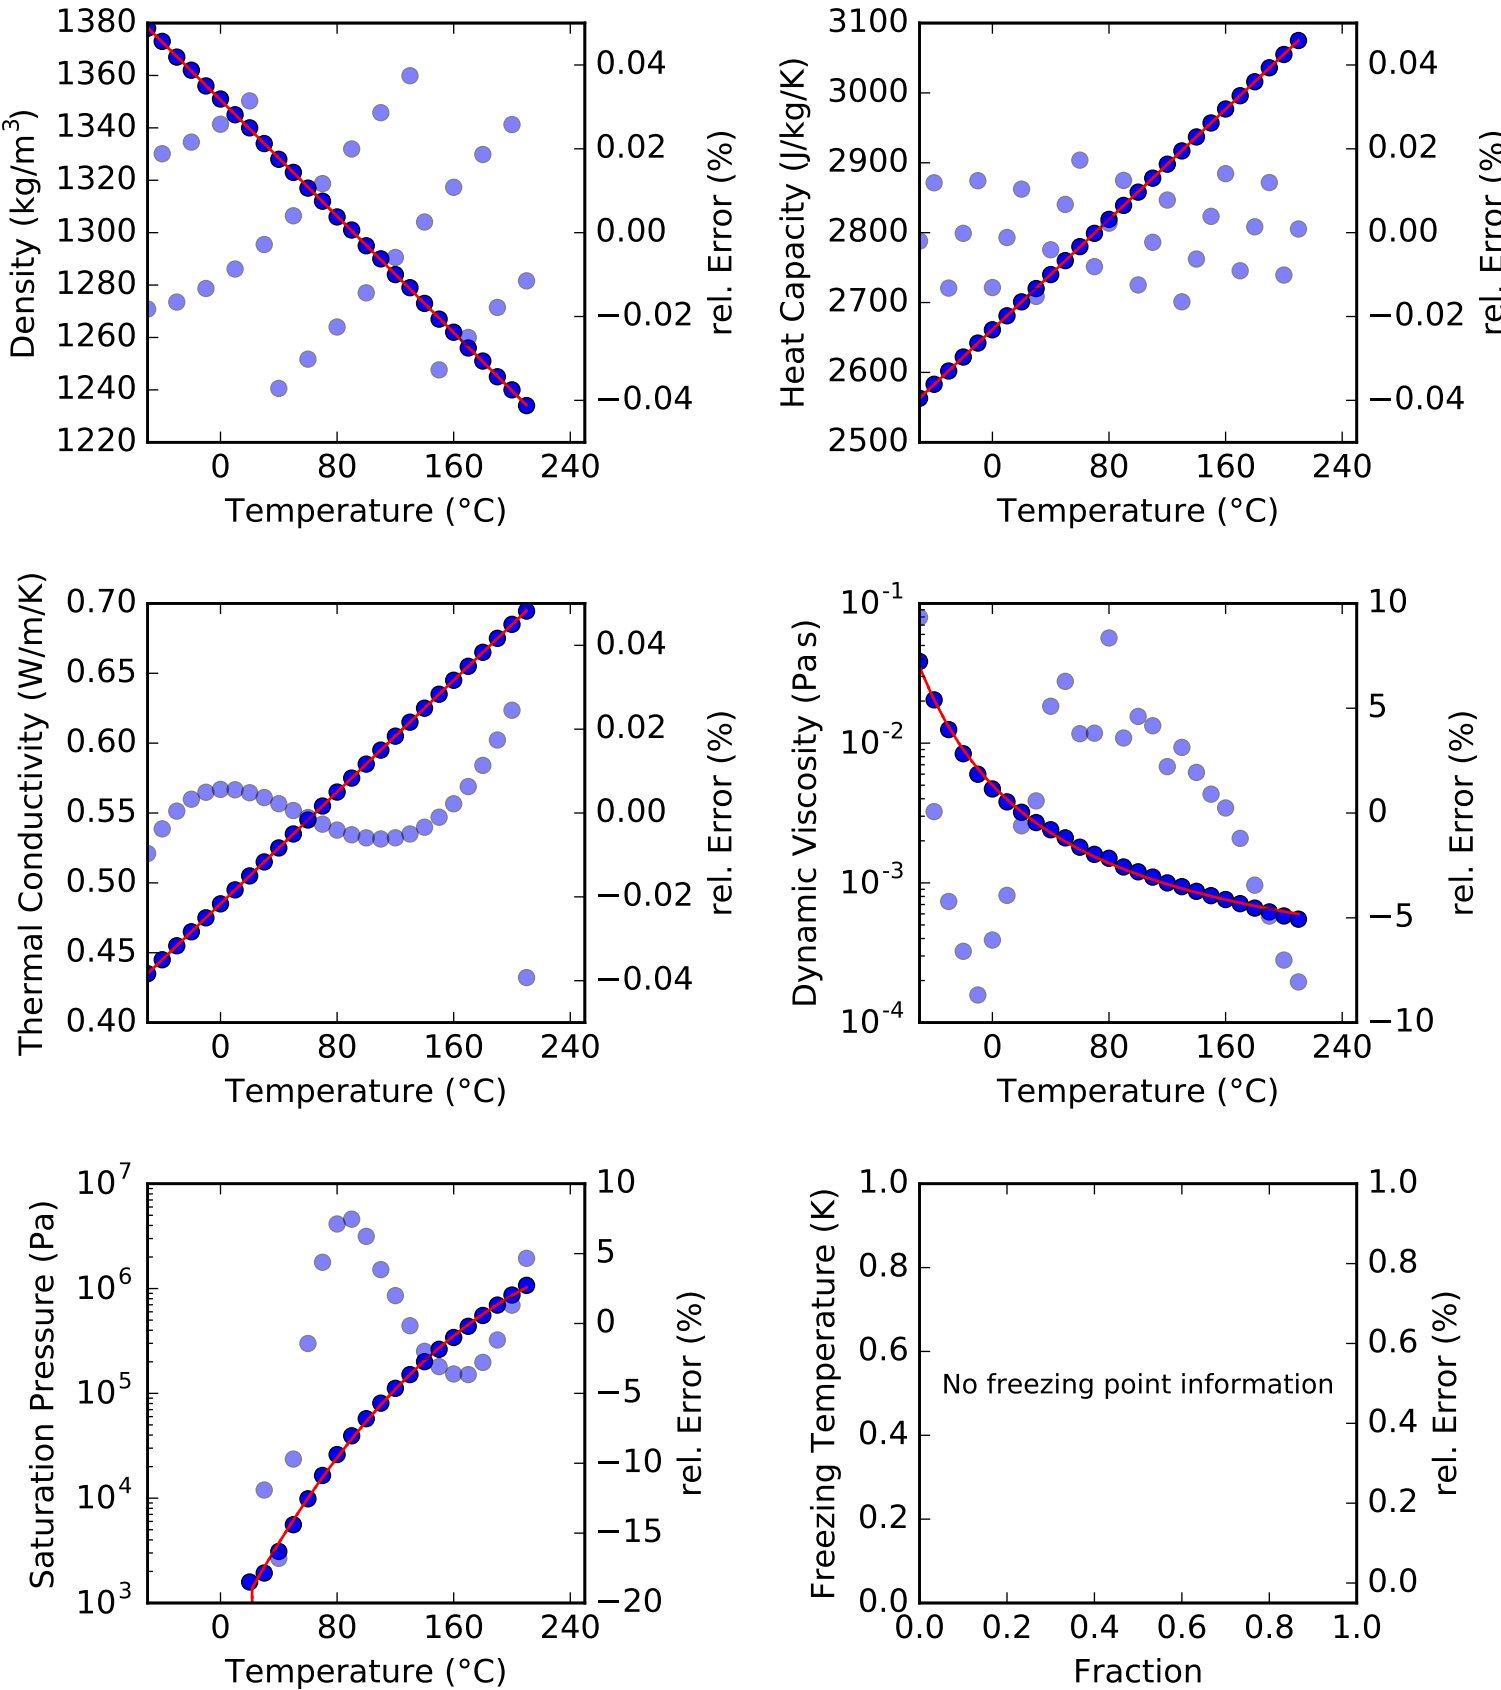 1380
1360
1340
1320
1300
1280
1260
1240
1220
Density (kg/m³)
0.04
0.02
0.00
−0.02
−0.04
rel. Error (%)
0 80 160 240
Temperature (°C)
3100
3000
2900
2800
2700
2600
2500
Heat Capacity (J/kg/K)
0.04
0.02
0.00
−0.02
−0.04
rel. Error (%)
0 80 160 240
Temperature (°C)
0.70
0.65
0.60
0.55
0.50
0.45
0.40
Thermal Conductivity (W/m/K)
0.04
0.02
0.00
−0.02
−0.04
rel. Error (%)
0 80 160 240
Temperature (°C)
10⁻¹
10⁻²
10⁻³
10⁻⁴
Dynamic Viscosity (Pa s)
10
5
0
−5
−10
rel. Error (%)
0 80 160 240
Temperature (°C)
10⁷
10⁶
10⁵
10⁴
10³
Saturation Pressure (Pa)
10
5
0
−5
−10
−15
−20
rel. Error (%)
0 80 160 240
Temperature (°C)
1.0
0.8
0.6
0.4
0.2
0.0
Freezing Temperature (K)
No freezing point information
1.0
0.8
0.6
0.4
0.2
0.0
rel. Error (%)
0.0 0.2 0.4 0.6 0.8 1.0
Fraction